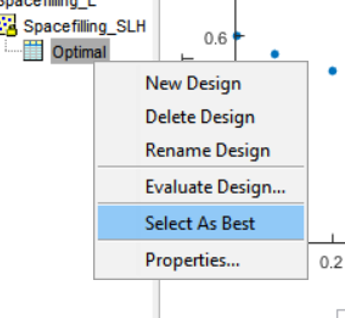 Spacefilling_L
Spacefilling_SLH
Optimal
0.6
New Design
Delete Design
Rename Design
Evaluate Design...
Select As Best
Properties...
0.2